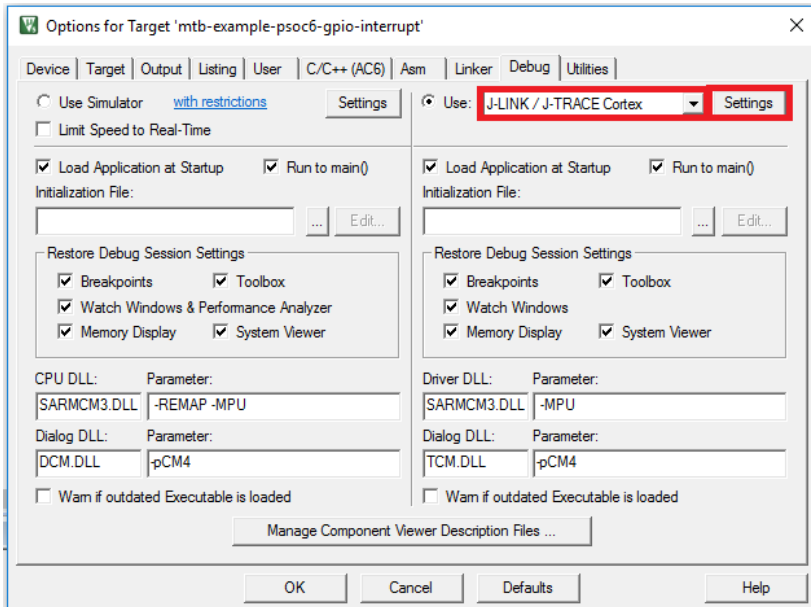 Options for Target 'mtb-example-psoc6-gpio-interrupt'
Device Target Output Listing User C/C++ (AC6) Asm Linker Debug Utilities
Use Simulator with restrictions Settings Use: J-LINK / J-TRACE Cortex Settings
Limit Speed to Real-Time
Load Application at Startup Run to main() Load Application at Startup Run to main()
Initialization File: Initialization File:
... Edit... ... Edit...
Restore Debug Session Settings Restore Debug Session Settings
Breakpoints Toolbox Breakpoints Toolbox
Watch Windows & Performance Analyzer Watch Windows
Memory Display System Viewer Memory Display System Viewer
CPU DLL: Parameter: Driver DLL: Parameter:
SARMCM3.DLL -REMAP -MPU SARMCM3.DLL -MPU
Dialog DLL: Parameter: Dialog DLL: Parameter:
DCM.DLL -pCM4 TCM.DLL -pCM4
Warn if outdated Executable is loaded Warn if outdated Executable is loaded
Manage Component Viewer Description Files ...
OK Cancel Defaults Help